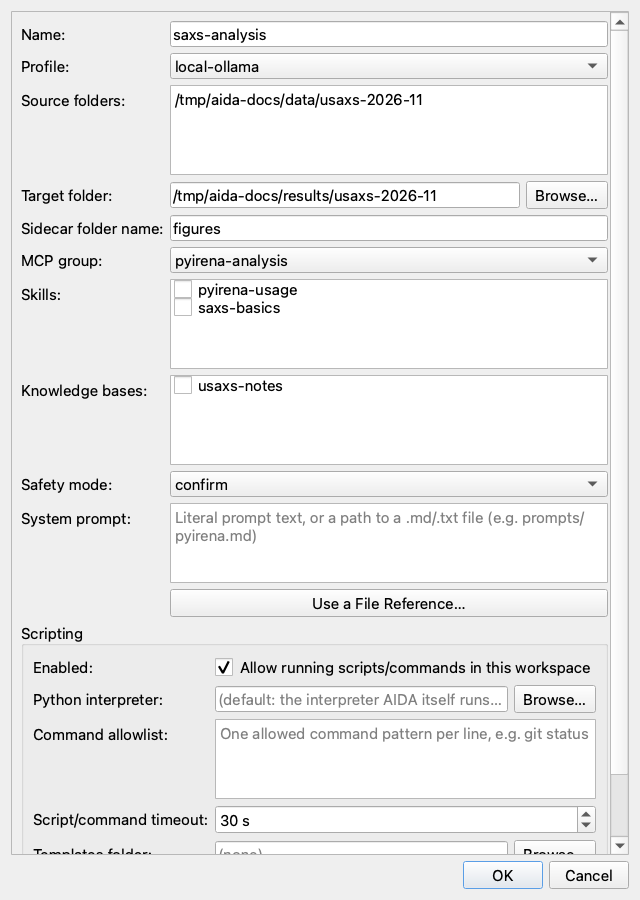 Name: saxs-analysis
Profile: local-ollama
Source folders: /tmp/aida-docs/data/usaxs-2026-11
Target folder: /tmp/aida-docs/results/usaxs-2026-11 Browse...
Sidecar folder name: figures
MCP group: pyirena-analysis
Skills: pyirena-usage
saxs-basics
Knowledge bases: usaxs-notes
Safety mode: confirm
System prompt: Literal prompt text, or a path to a .md/.txt file (e.g. prompts/
pyirena.md)
Use a File Reference...
Scripting
Enabled: Allow running scripts/commands in this workspace
Python interpreter: (default: the interpreter AIDA itself runs... Browse...
Command allowlist: One allowed command pattern per line, e.g. git status
Script/command timeout: 30 s
Templates folder: (none) Browse...
OK Cancel